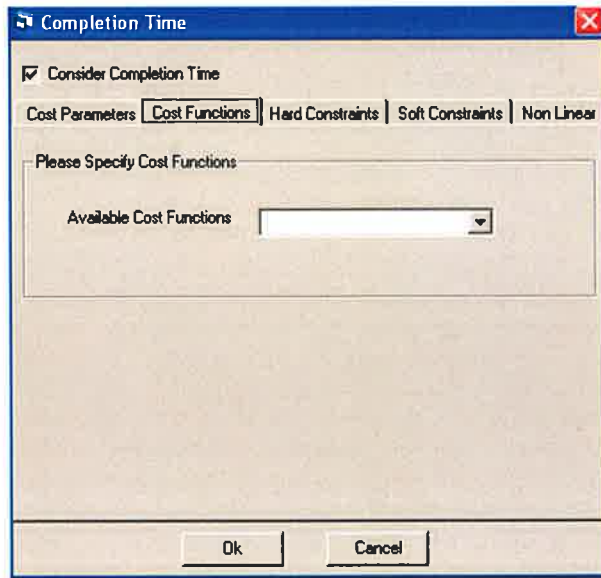 Completion Time
Consider Completion Time
Cost Parameters Cost Functions Hard Constraints Soft Constraints Non Linear
Please Specify Cost Functions
Available Cost Functions
Ok Cancel